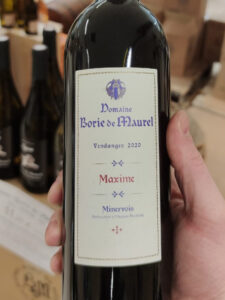 Domaine
Borie de Maurel
Vendanges 2020
Maxime
Minervois